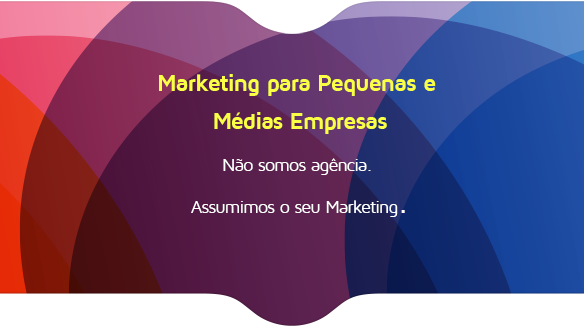 Marketing para Pequenas e
Médias Empresas
Não somos agência.
Assumimos o seu Marketing.